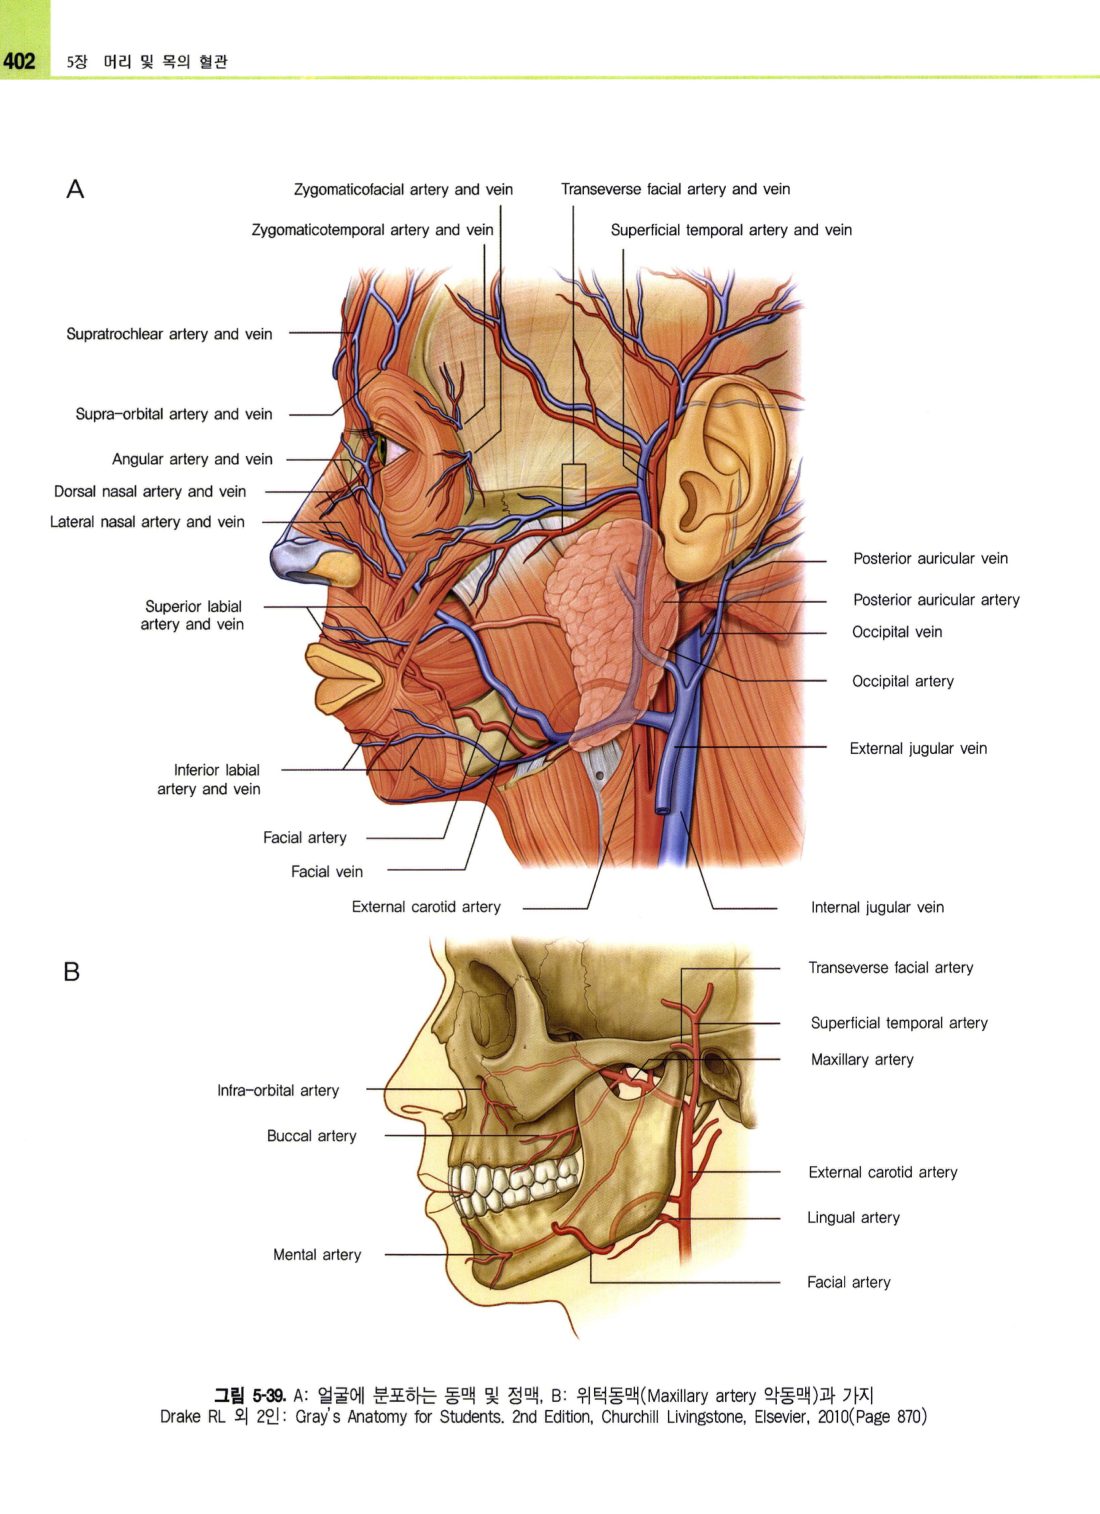 402
5장 머리 및 목의 혈관
A
Zygomaticofacial artery and vein
Transeverse facial artery and vein
Zygomaticotemporal artery and vein
Superficial temporal artery and vein
Supratrochlear artery and vein
Supra-orbital artery and vein
Angular artery and vein
Dorsal nasal artery and vein
Lateral nasal artery and vein
Posterior auricular vein
Superior labial
artery and vein
Posterior auricular artery
Occipital vein
Occipital artery
External jugular vein
Inferior labial
artery and vein
Facial artery
Facial vein
External carotid artery
Internal jugular vein
B
Transeverse facial artery
Superficial temporal artery
Maxillary artery
Infra-orbital artery
Buccal artery
External carotid artery
Lingual artery
Mental artery
Facial artery
그림 5-39. A: 얼굴에 분포하는 동맥 및 정맥, B: 위턱동맥(Maxillary artery 악동맥)과 가지
Drake RL 외 2인: Gray's Anatomy for Students. 2nd Edition, Churchill Livingstone, Elsevier, 2010(Page 870)